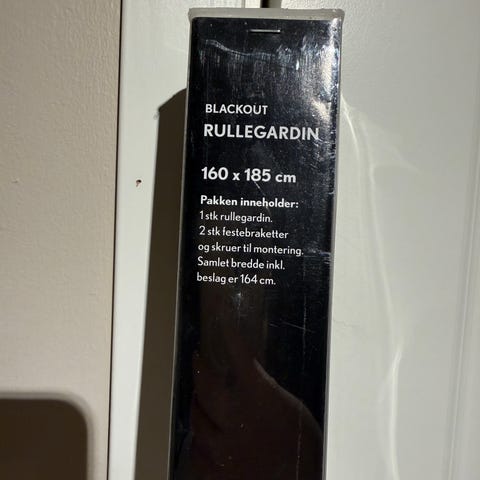 BLACKOUT
RULLEGARDIN
160 x 185 cm
Pakken inneholder:
1 stk rullegardin.
2 stk festebraketter
og skruer til montering.
Samlet bredde inkl.
beslag er 164 cm.